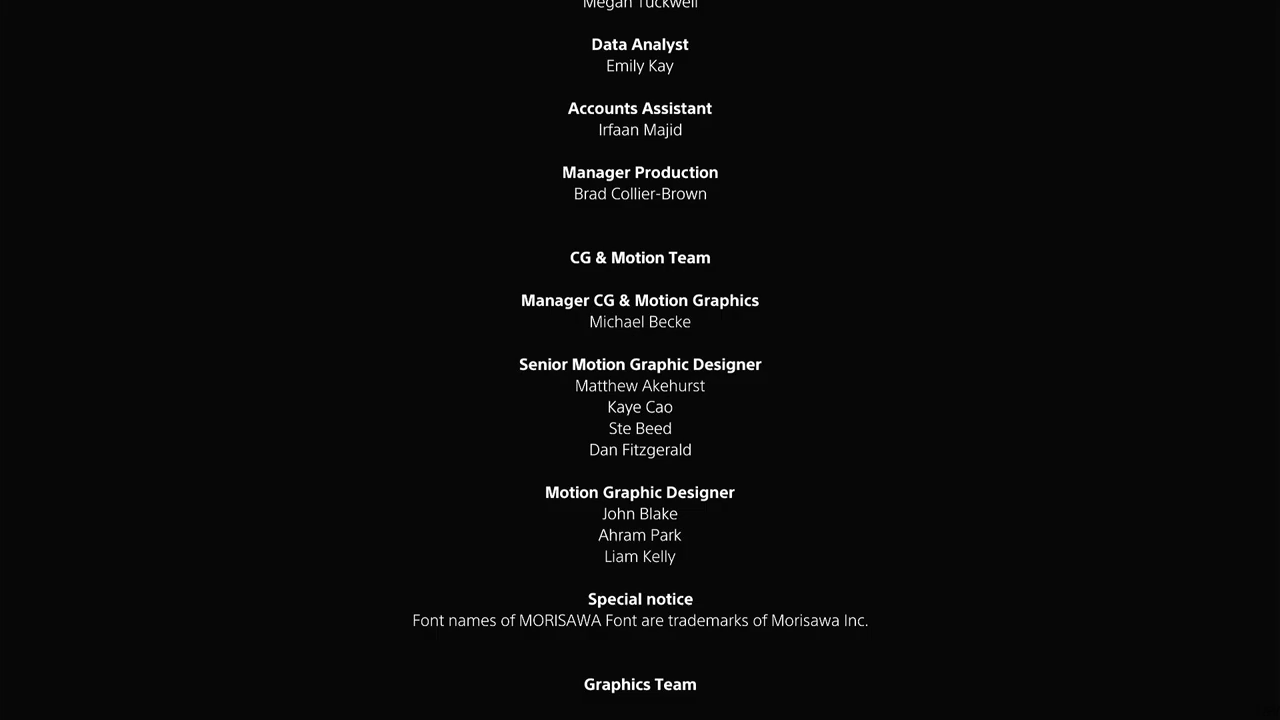 Megan Tuckwell
Data Analyst
Emily Kay
Accounts Assistant
Irfaan Majid
Manager Production
Brad Collier-Brown
CG & Motion Team
Manager CG & Motion Graphics
Michael Becke
Senior Motion Graphic Designer
Matthew Akehurst
Kaye Cao
Ste Beed
Dan Fitzgerald
Motion Graphic Designer
John Blake
Ahram Park
Liam Kelly
Special notice
Font names of MORISAWA Font are trademarks of Morisawa Inc.
Graphics Team